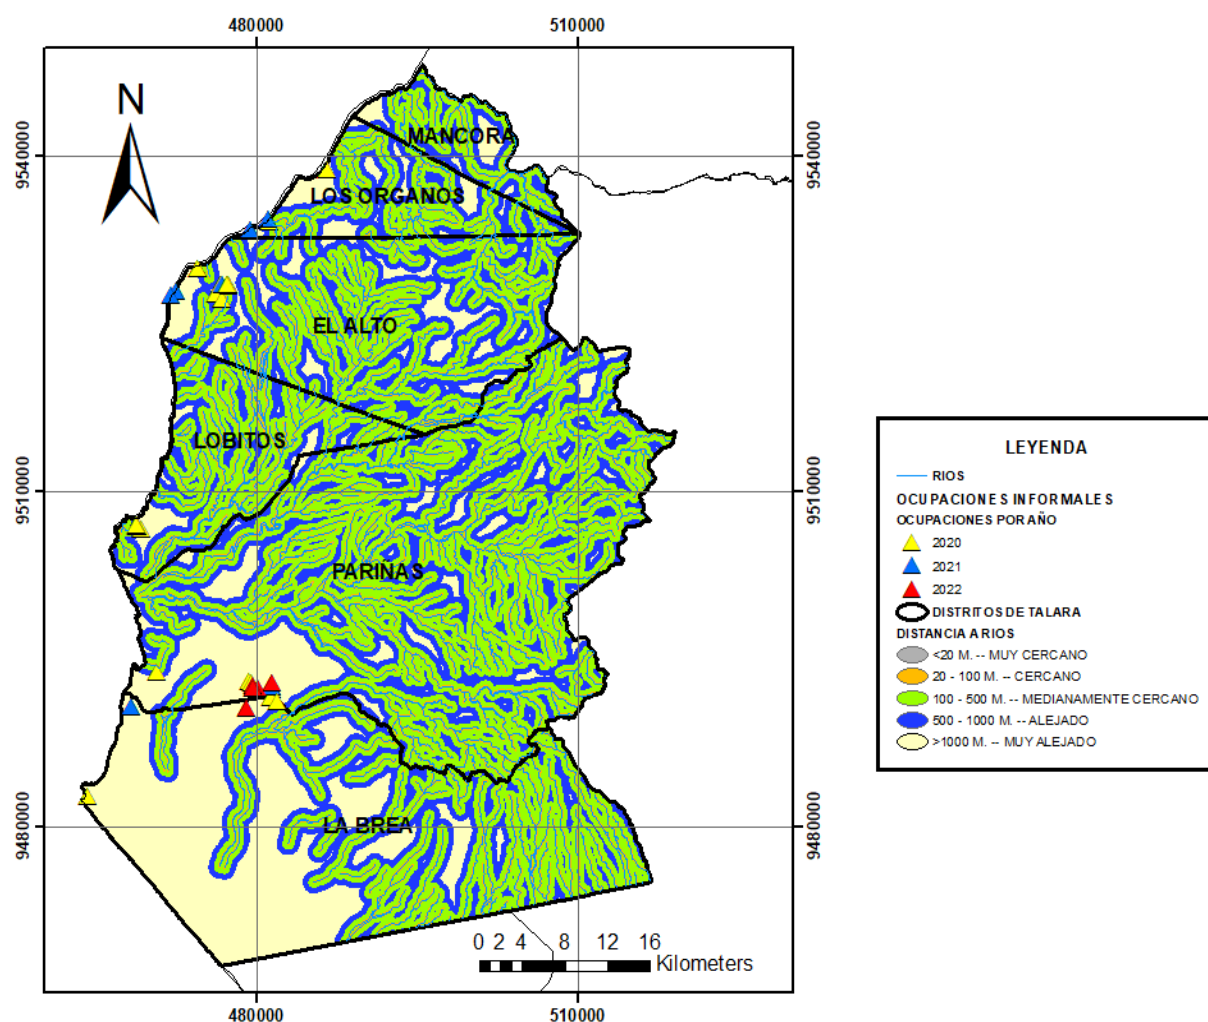 480000
510000
N
9540000
9540000
MANCORA
LOS ORGANOS
EL ALTO
LOBITOS
9510000
9510000
PARIÑAS
9480000
9480000
LA BREA
0 2 4 8 12 16
Kilometers
480000
510000
LEYENDA
RIOS
OCUPACIONES INFORMALES
OCUPACIONES POR AÑO
2020
2021
2022
DISTRITOS DE TALARA
DISTANCIA A RIOS
<20 M. -- MUY CERCANO
20 - 100 M. -- CERCANO
100 - 500 M. -- MEDIANAMENTE CERCANO
500 - 1000 M. -- ALEJADO
>1000 M. -- MUY ALEJADO